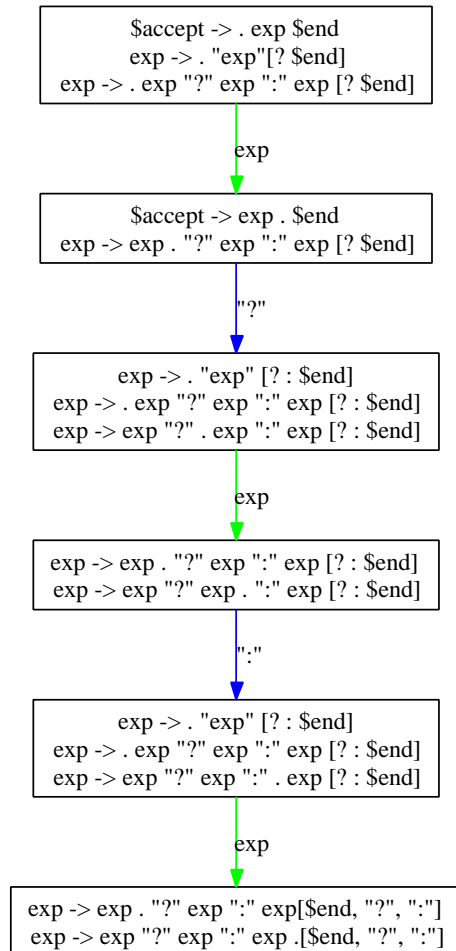 $accept -> . exp $end
exp -> . "exp"[? $end]
exp -> . exp "?" exp ":" exp [? $end]
exp
$accept -> exp . $end
exp -> exp . "?" exp ":" exp [? $end]
"?"
exp -> . "exp" [? : $end]
exp -> . exp "?" exp ":" exp [? : $end]
exp -> exp "?" . exp ":" exp [? : $end]
exp
exp -> exp . "?" exp ":" exp [? : $end]
exp -> exp "?" exp . ":" exp [? : $end]
":"
exp -> . "exp" [? : $end]
exp -> . exp "?" exp ":" exp [? : $end]
exp -> exp "?" exp ":" . exp [? : $end]
exp
exp -> exp . "?" exp ":" exp[$end, "?", ":"]
exp -> exp "?" exp ":" exp .[$end, "?", ":"]